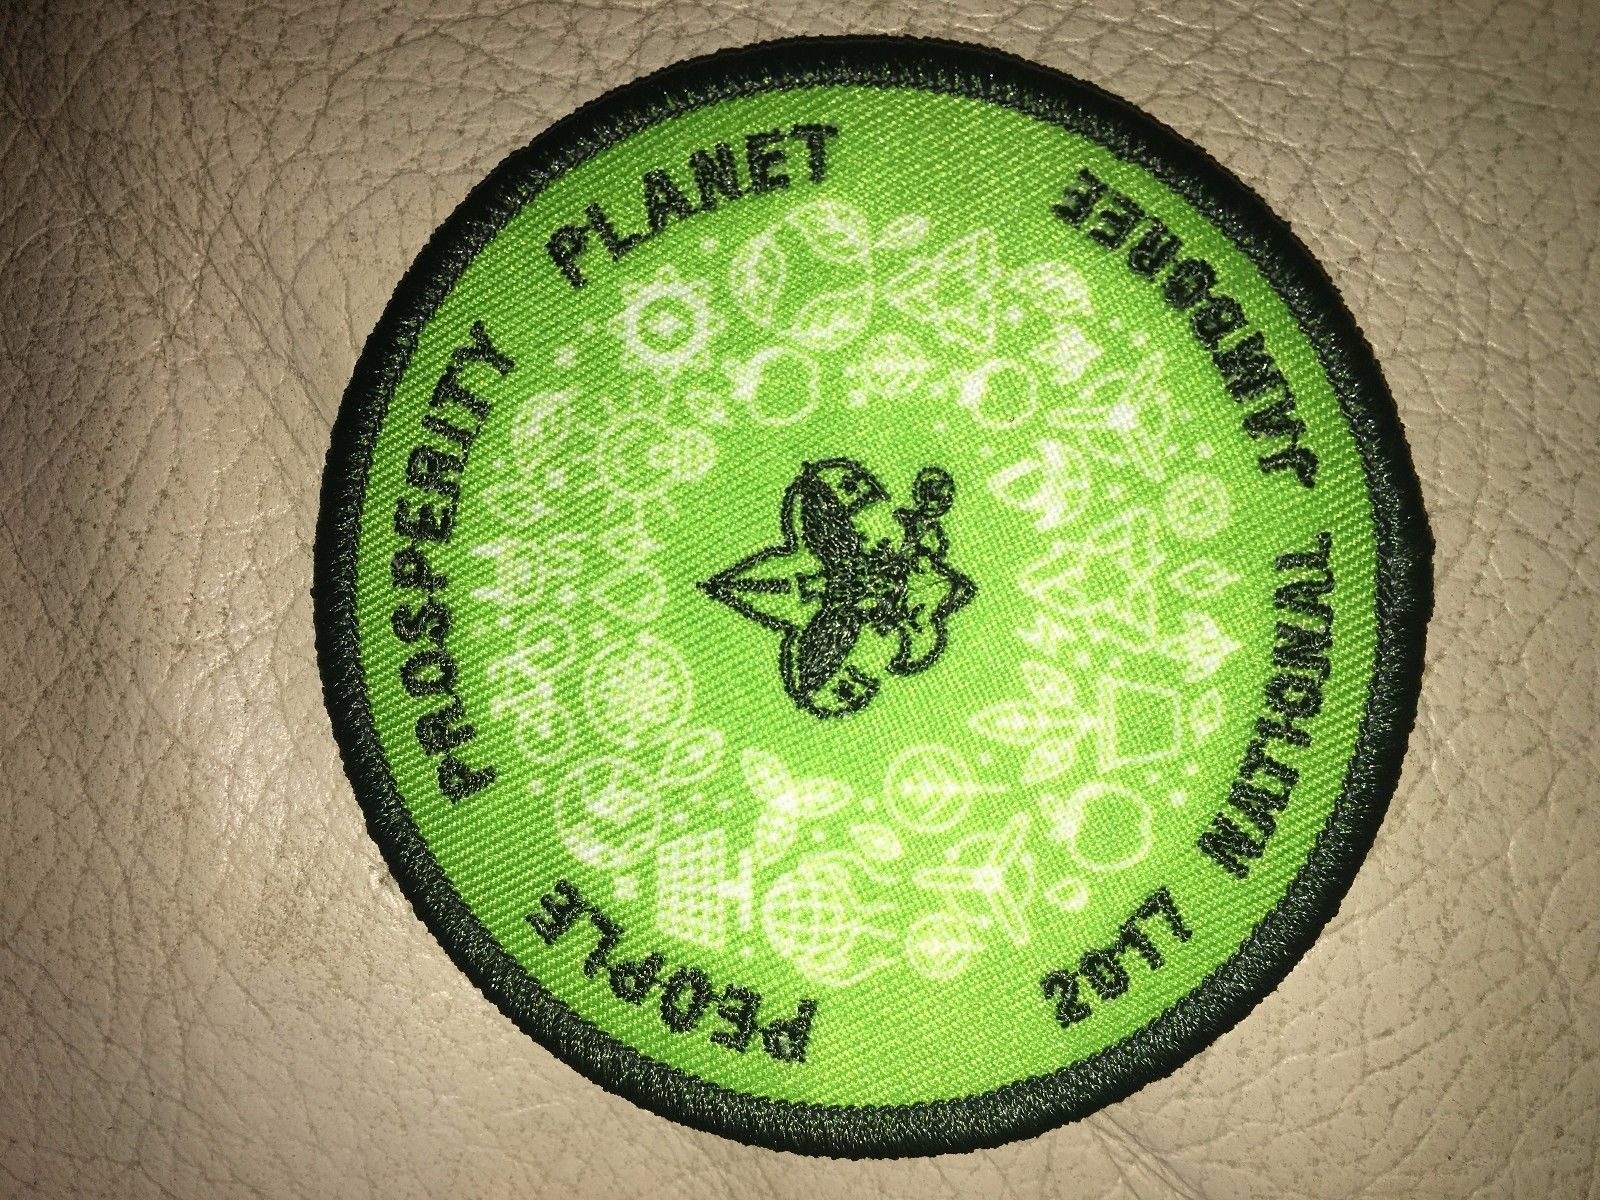 PEOPLE PROSPERITY PLANET
2017 NATIONAL JAMBOREE